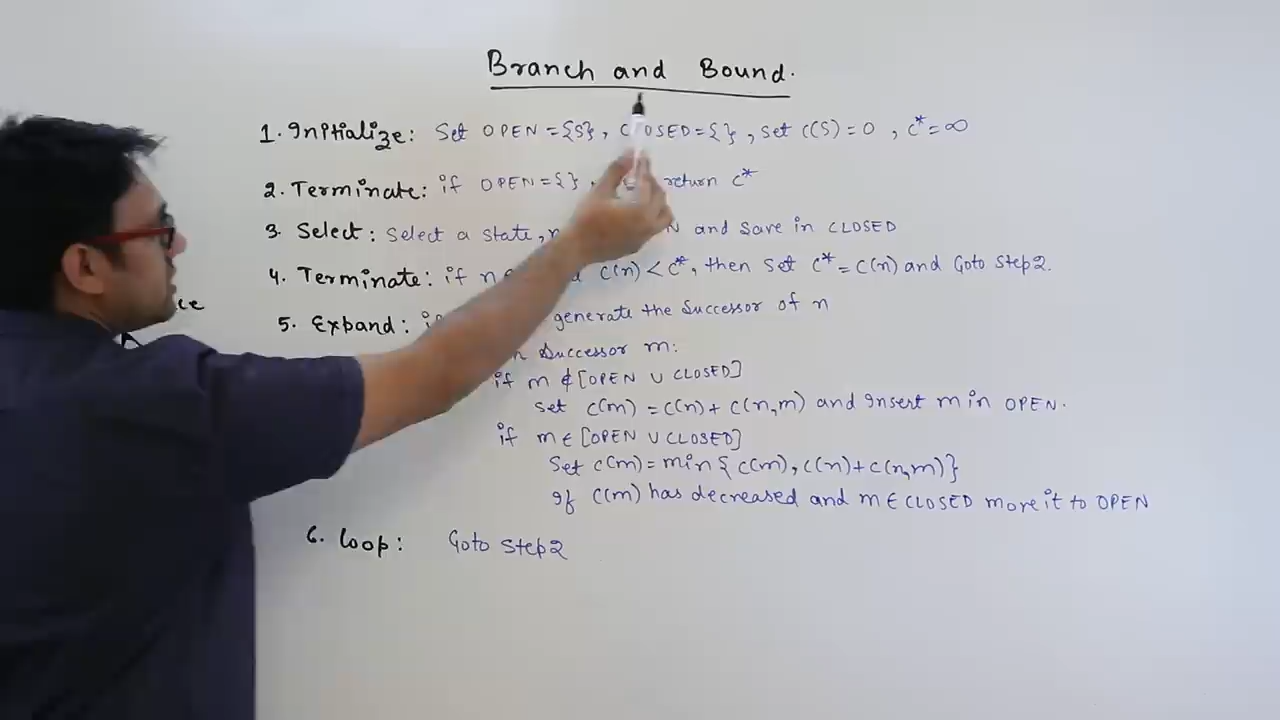 Branch and Bound.
1. Initialize: Set OPEN = {S}, CLOSED = { }, set C(S) = 0 , C* = ∞
2. Terminate: if OPEN = { }, return C*
3. Select: Select a state, and save in CLOSED
4. Terminate: if C(n) < C*, then set C* = C(n) and Goto Step 2.
5. Expand: generate the Successor of n
Successor m:
if m ∉ [OPEN ∪ CLOSED]
set C(m) = C(n) + C(n,m) and Insert m in OPEN.
if m ∈ [OPEN ∪ CLOSED]
Set C(m) = min { C(m), C(n) + C(n,m)}
If C(m) has decreased and m ∈ CLOSED move it to OPEN
6. Loop: Goto Step 2